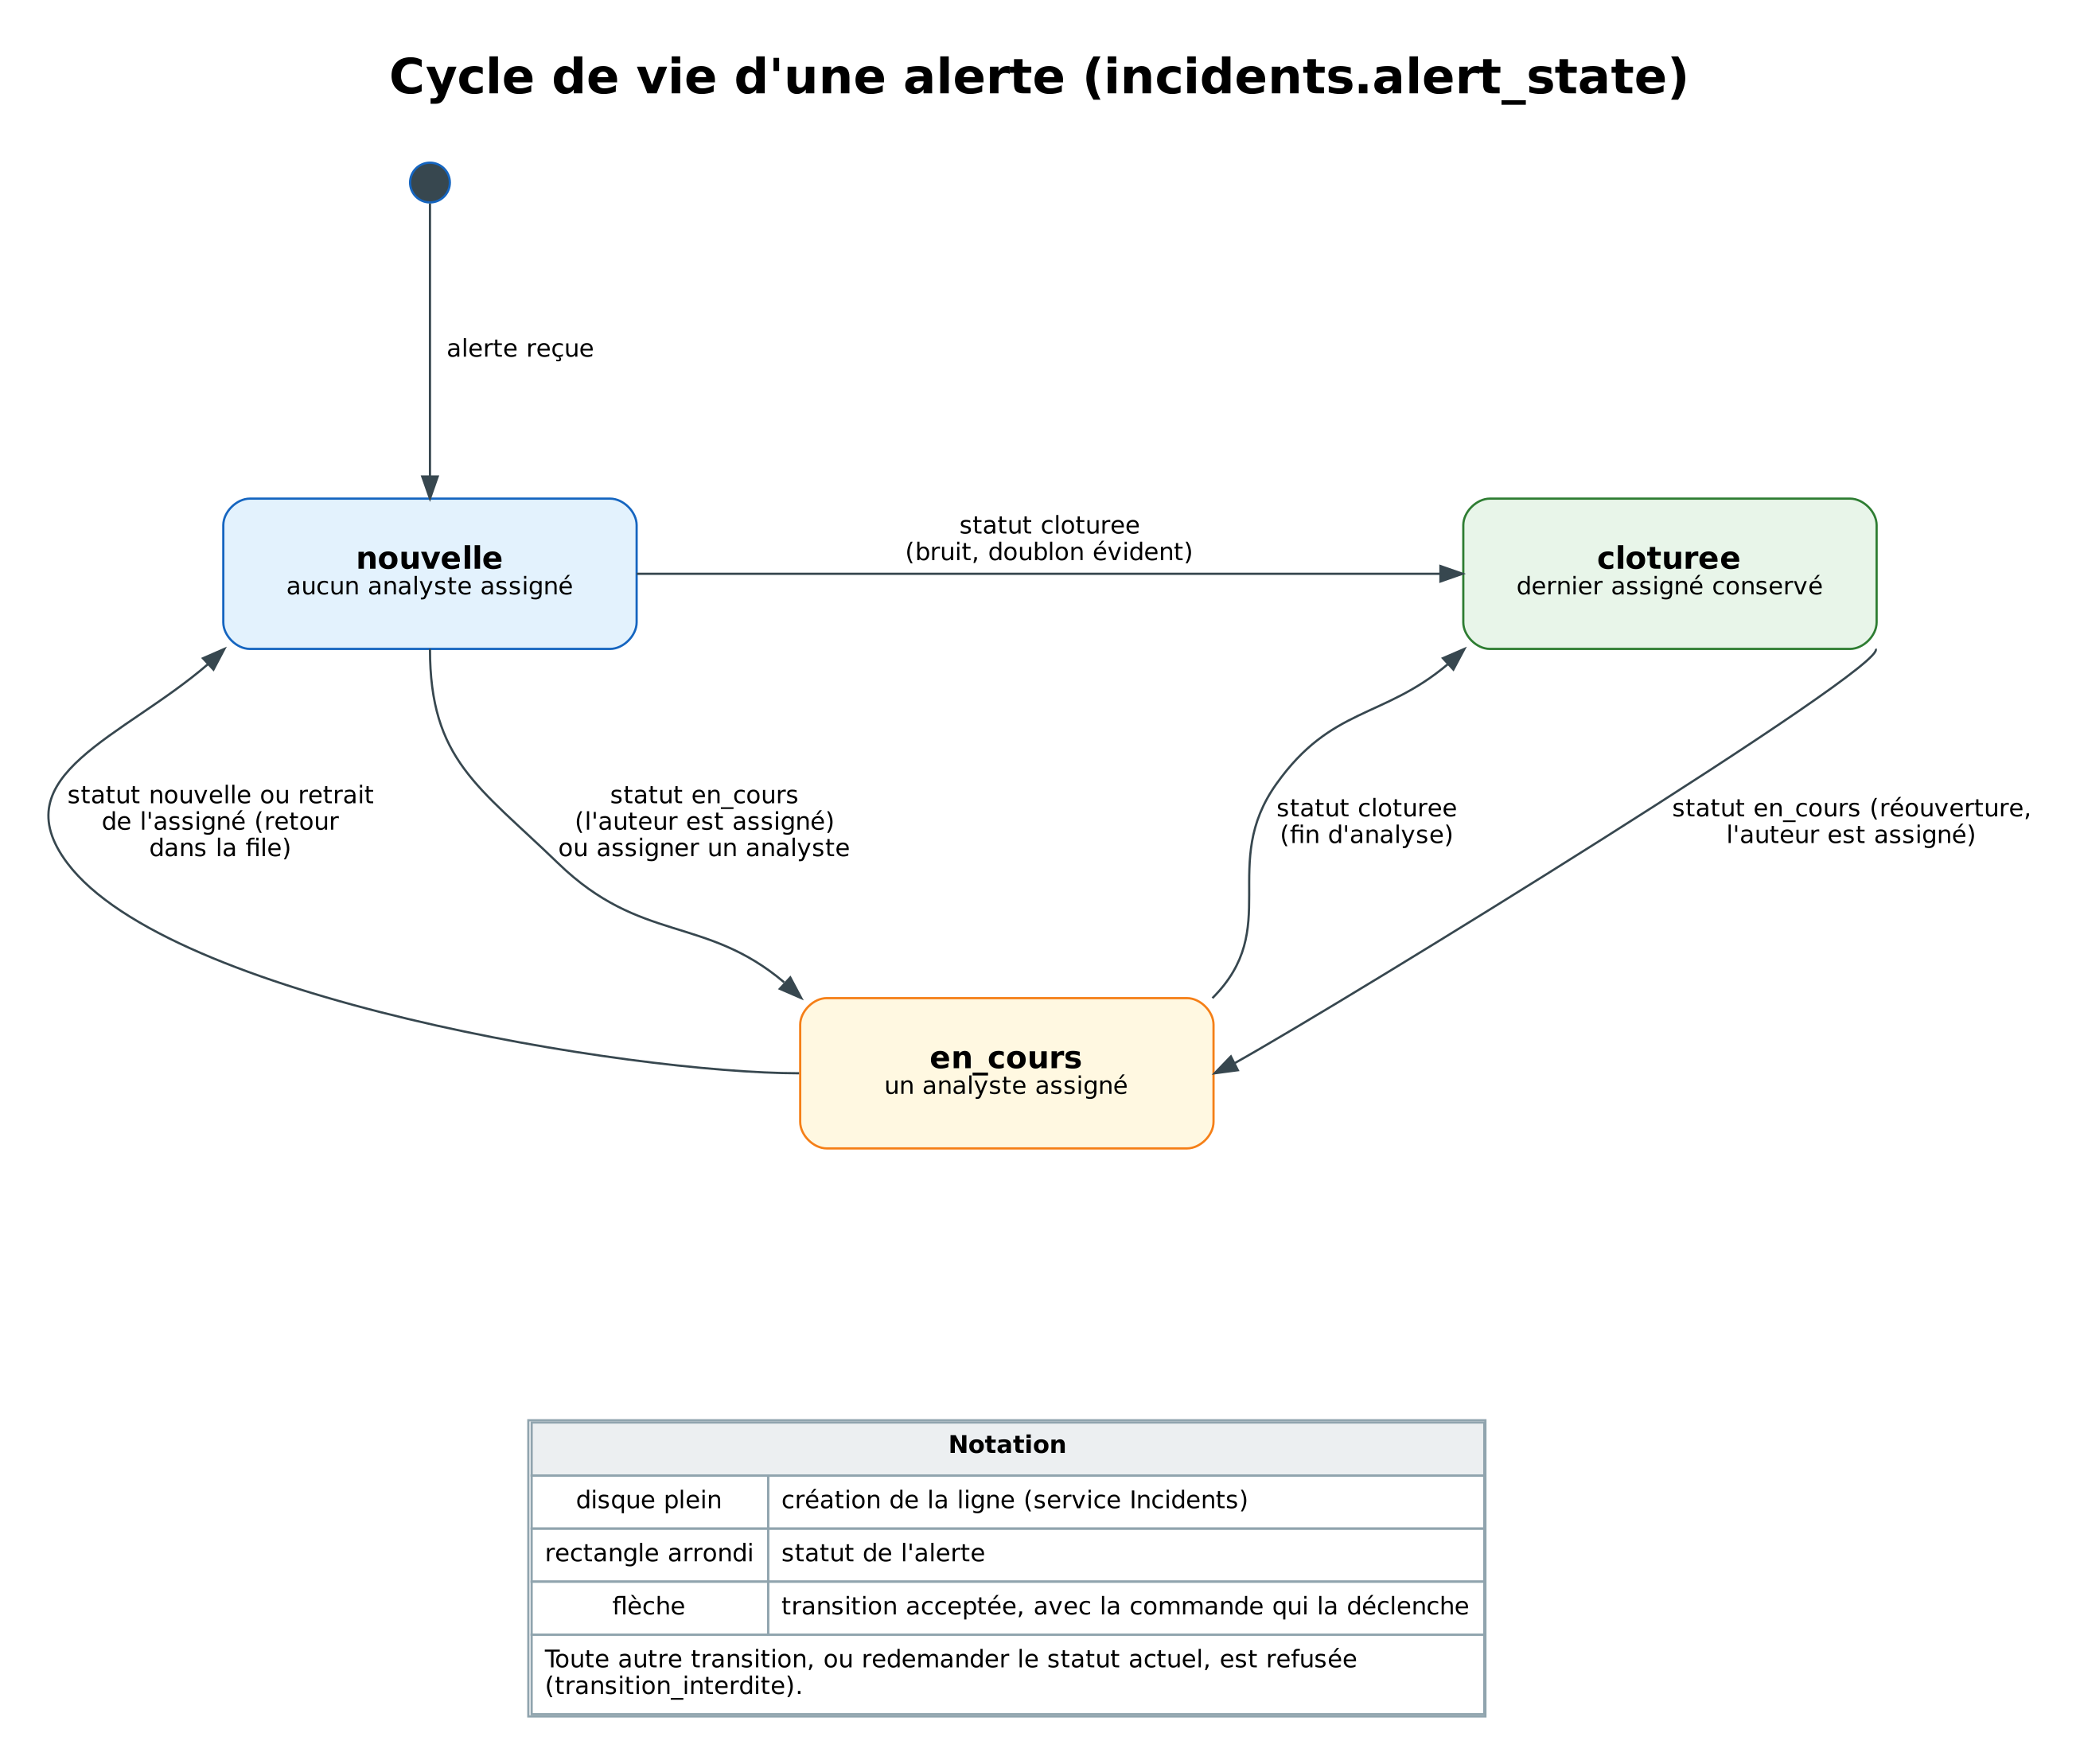 Cycle de vie d'une alerte (incidents.alert_state)
alerte reçue
nouvelle
aucun analyste assigné
statut cloturee
(bruit, doublon évident)
cloturee
dernier assigné conservé
statut nouvelle ou retrait
de l'assigné (retour
dans la file)
statut en_cours
(l'auteur est assigné)
ou assigner un analyste
statut cloturee
(fin d'analyse)
statut en_cours (réouverture,
l'auteur est assigné)
en_cours
un analyste assigné
Notation
disque plein
création de la ligne (service Incidents)
rectangle arrondi
statut de l'alerte
flèche
transition acceptée, avec la commande qui la déclenche
Toute autre transition, ou redemander le statut actuel, est refusée
(transition_interdite).